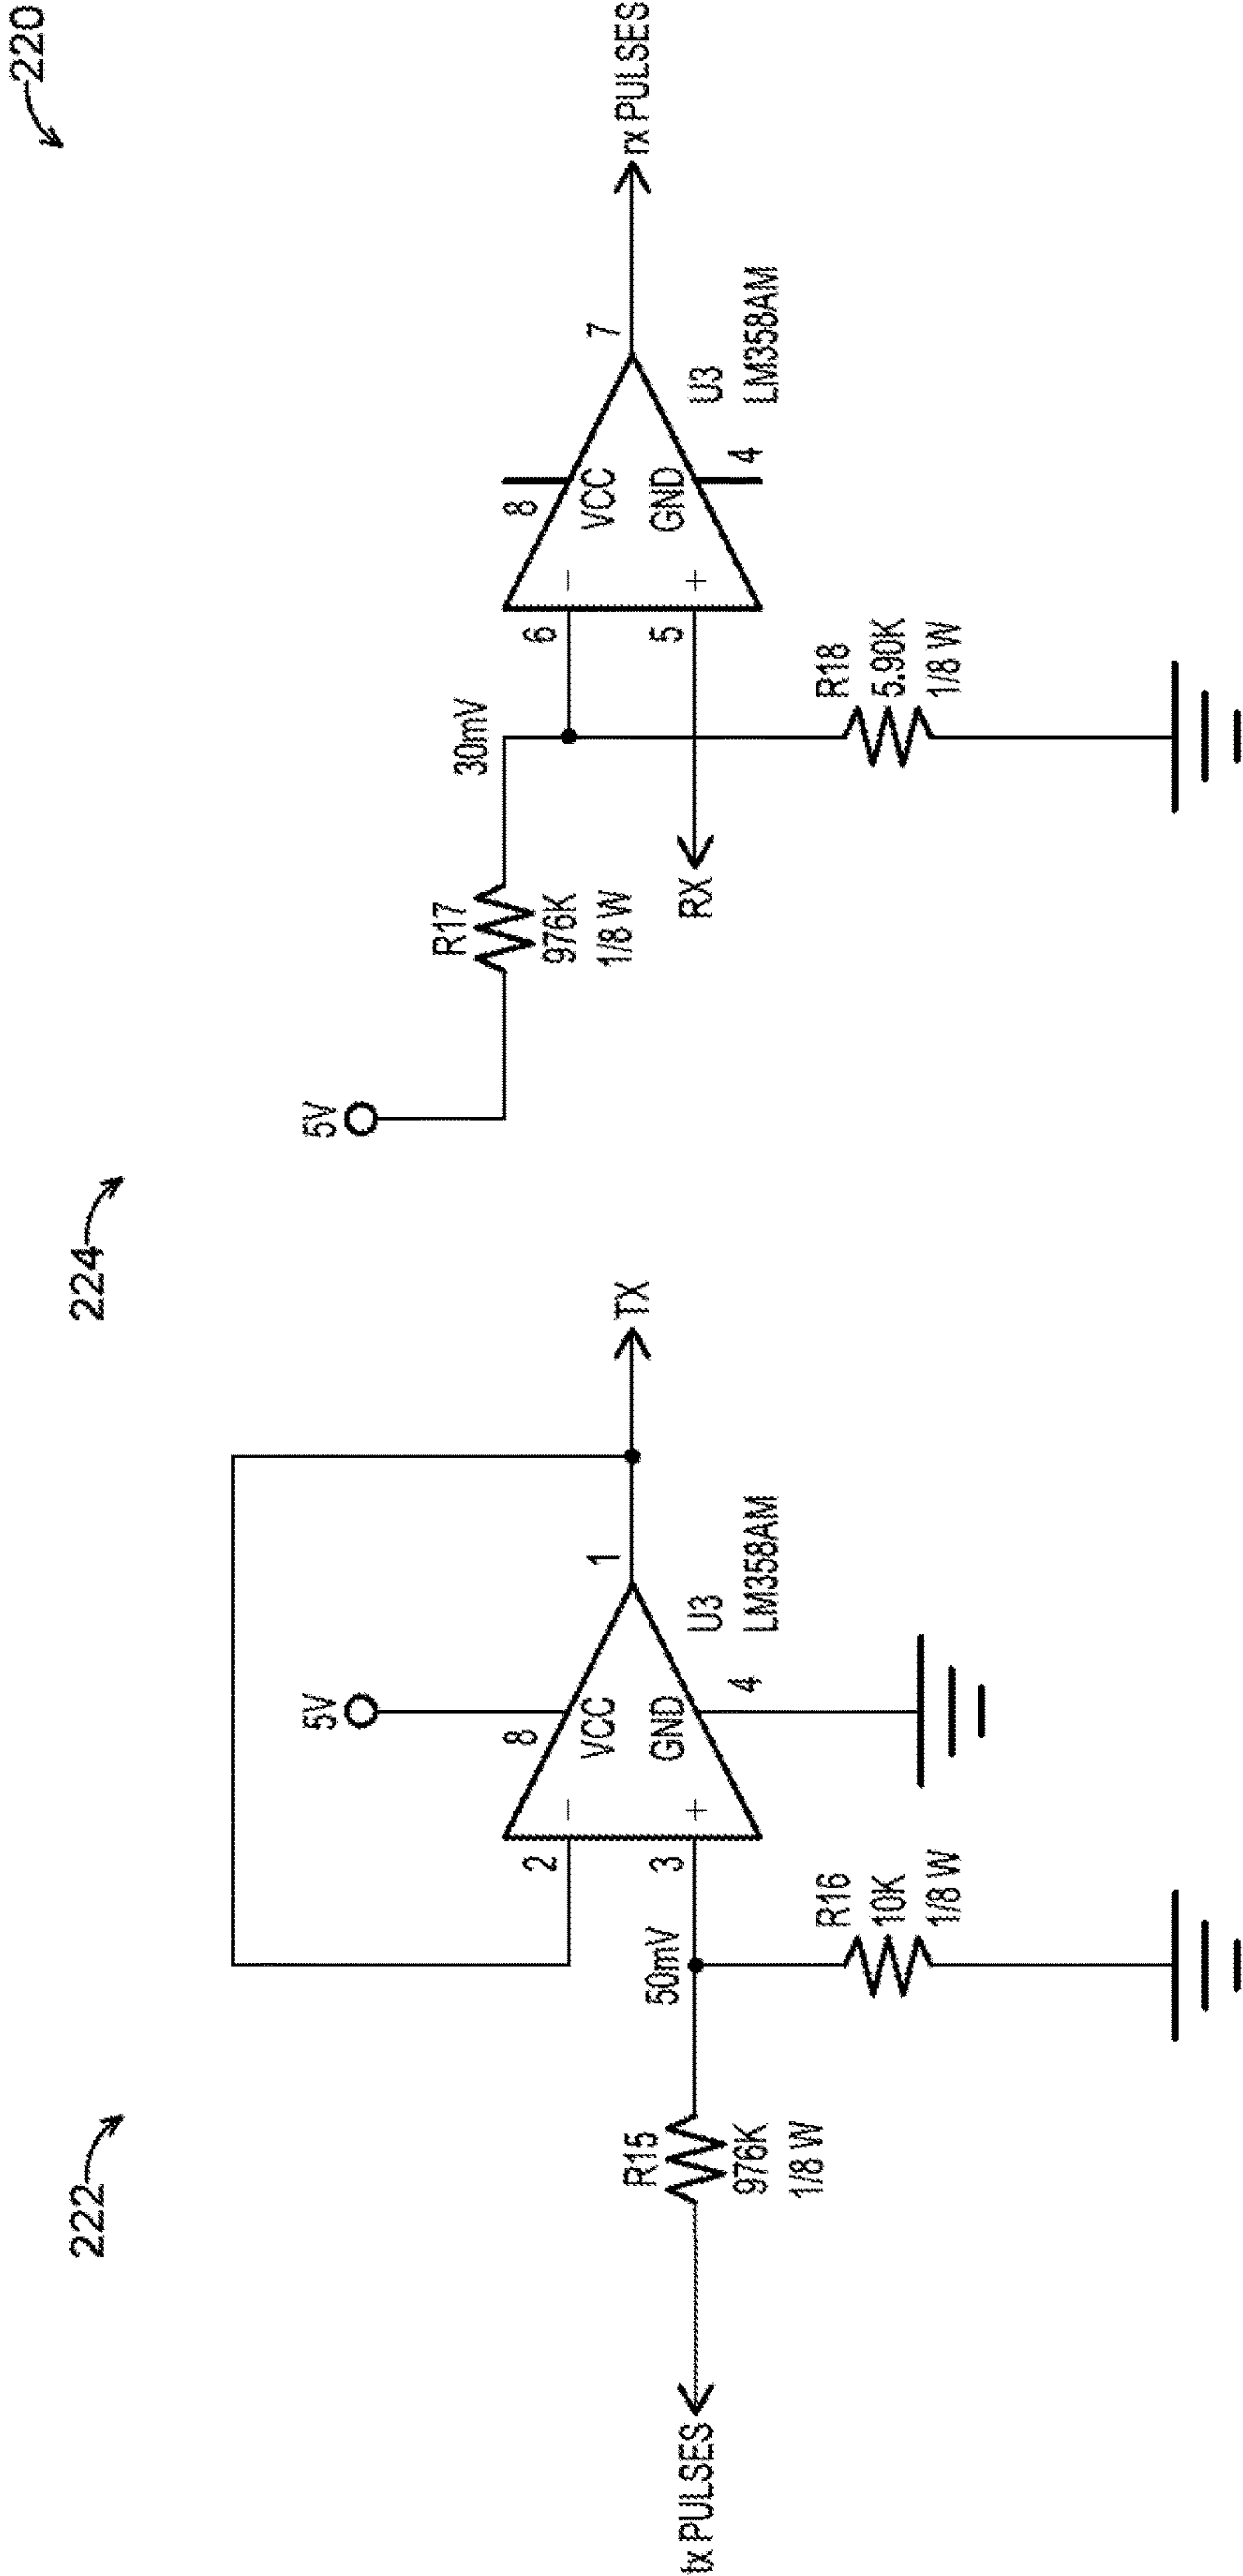 220
222
tx PULSES
R15
976K
1/8 W
50mV
R16
10K
1/8 W
2
3
-
+
5V
8
VCC
GND
4
1
U3
LM358AM
TX
224
5V
R17
976K
1/8 W
30mV
RX
R18
5.90K
1/8 W
6
5
-
+
8
VCC
GND
4
7
U3
LM358AM
rx PULSES